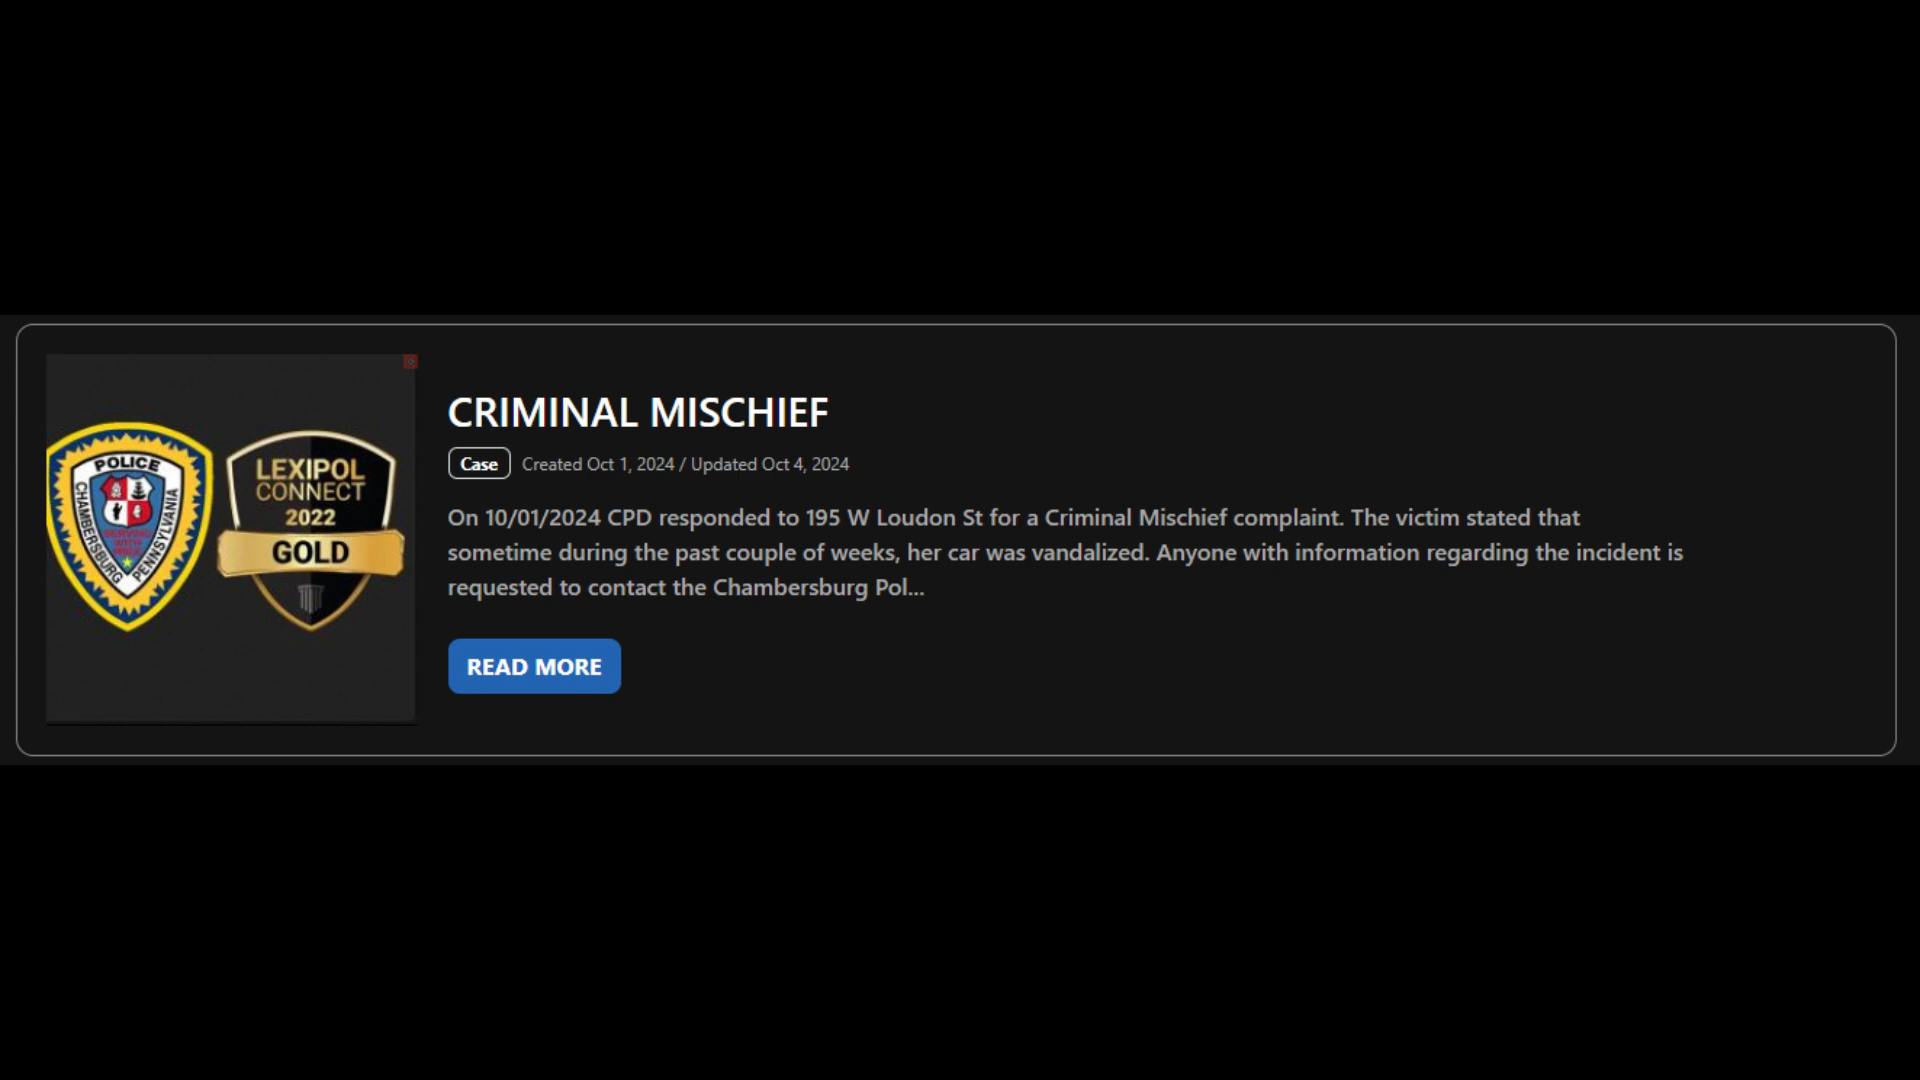 POLICE
CHAMBERSBURG
PENNSYLVANIA
LEXIPOL
CONNECT
2022
GOLD
CRIMINAL MISCHIEF
Case Created Oct 1, 2024 / Updated Oct 4, 2024
On 10/01/2024 CPD responded to 195 W Loudon St for a Criminal Mischief complaint. The victim stated that
sometime during the past couple of weeks, her car was vandalized. Anyone with information regarding the incident is
requested to contact the Chambersburg Pol...
READ MORE